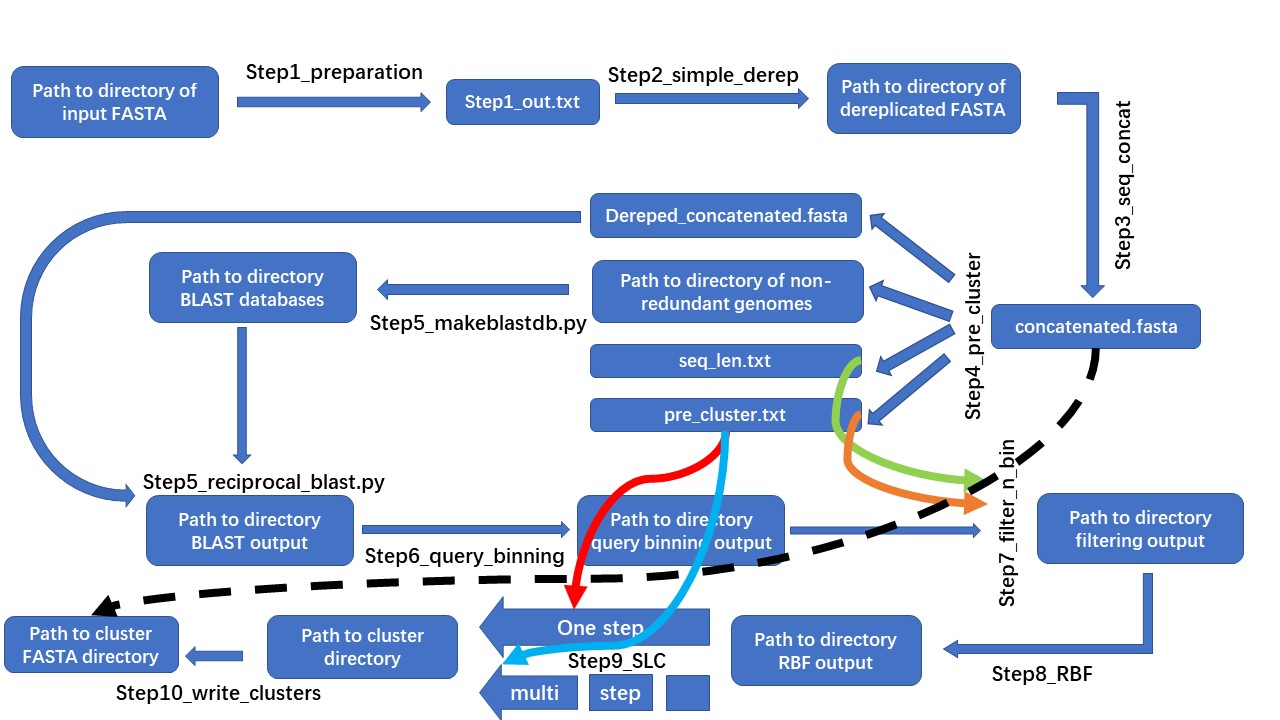 Step1_preparation
Step2_simple_derep
Path to directory of
input FASTA
Step1_out.txt
Path to directory of
dereplicated FASTA
Step3_seq_concat
Dereped_concatenated.fasta
Path to directory
BLAST databases
Path to directory of non-
redundant genomes
Step5_makeblastdb.py
Step4_pre_cluster
concatenated.fasta
seq_len.txt
pre_cluster.txt
Step5_reciprocal_blast.py
Path to directory
BLAST output
Step6_query_binning
Path to directory
query binning output
Step7_filter_n_bin
Path to directory
filtering output
Path to cluster
FASTA directory
Path to cluster
directory
One step
Step9_SLC
multi step
Path to directory
RBF output
Step8_RBF
Step10_write_clusters